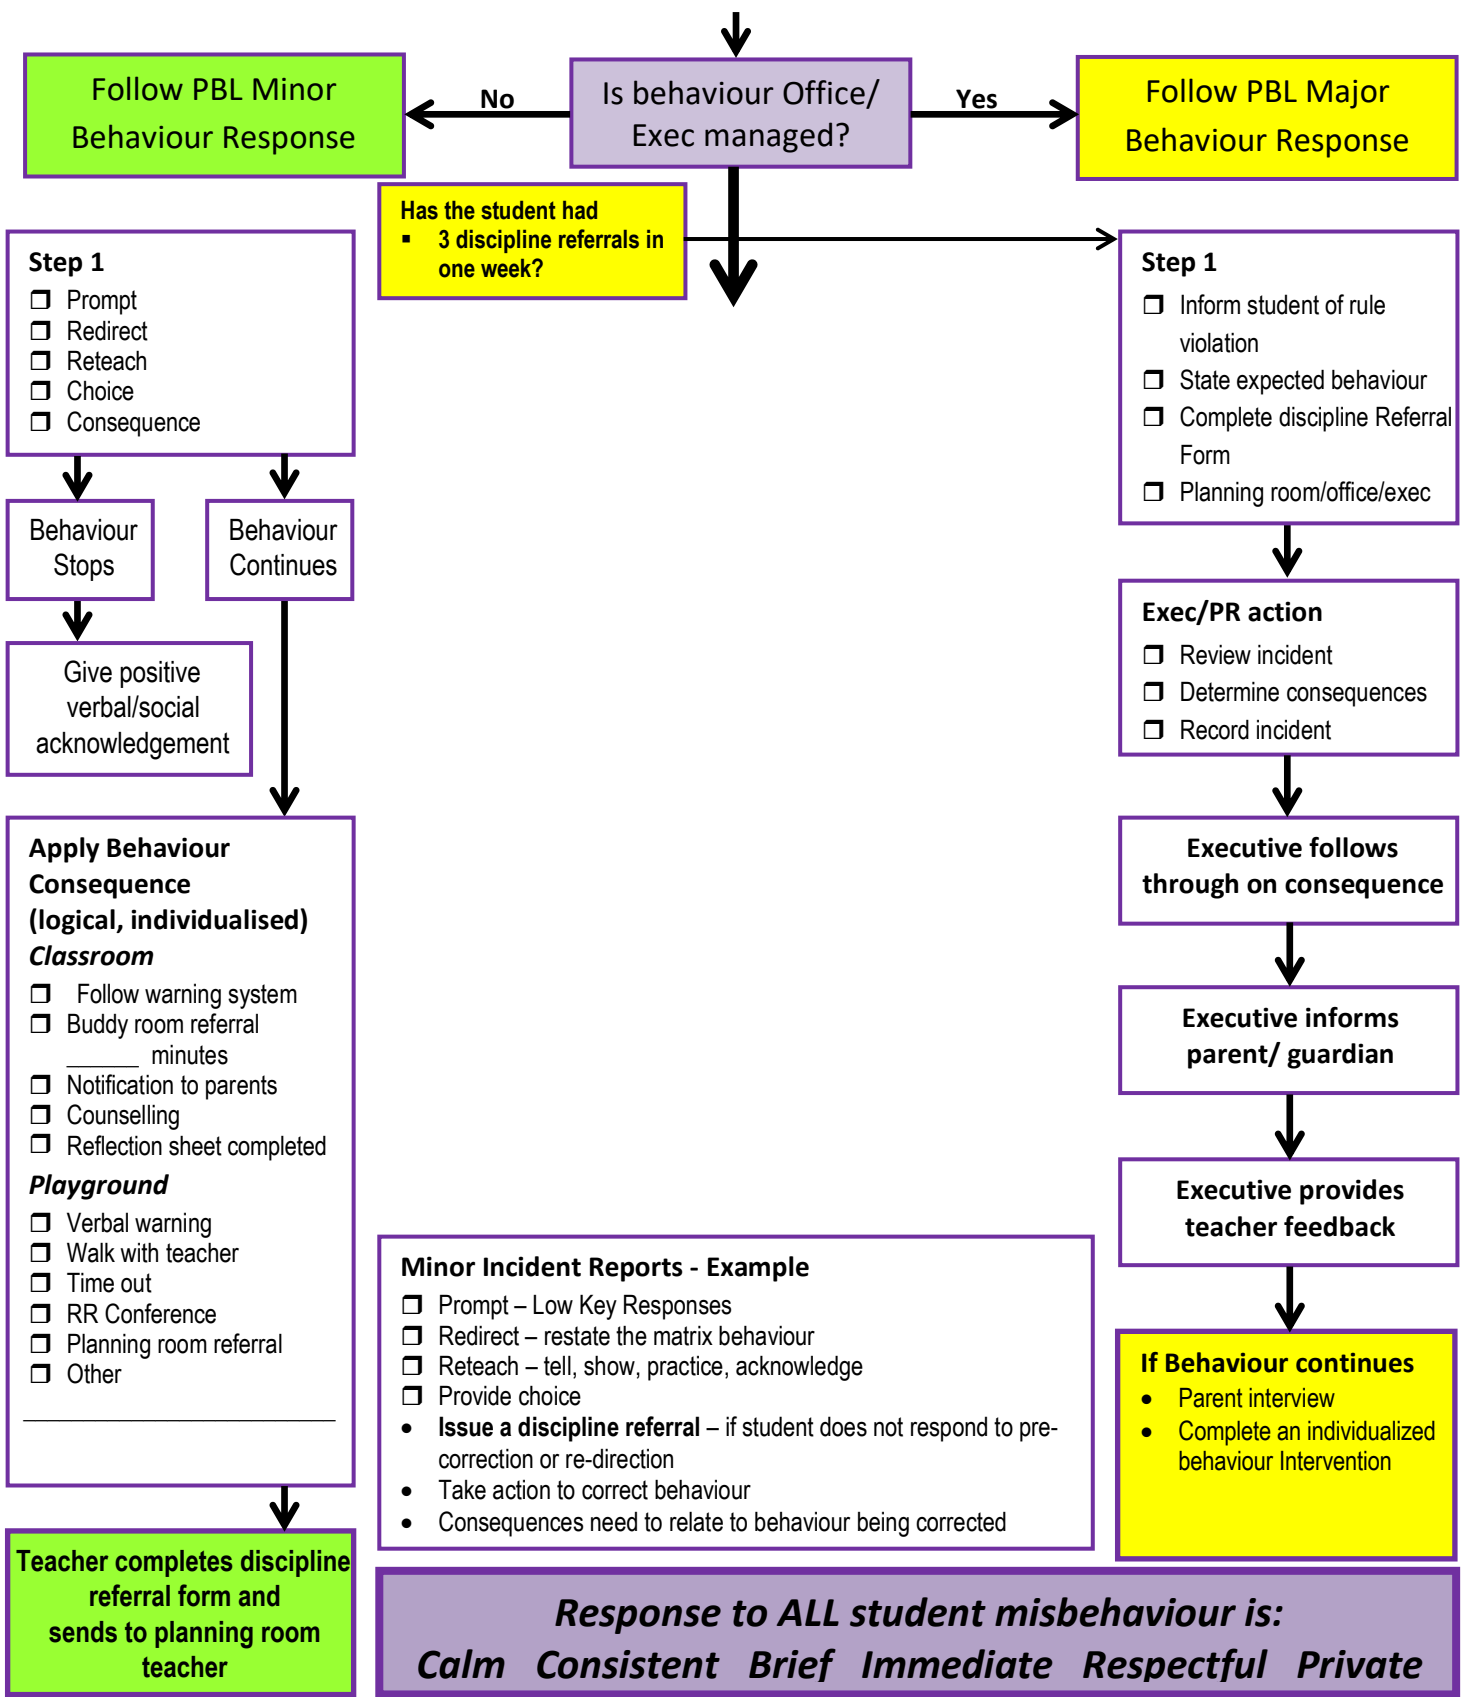 Follow PBL Minor
Behaviour Response
No
Is behaviour Office/
Exec managed?
Yes
Follow PBL Major
Behaviour Response
Has the student had
▪ 3 discipline referrals in
one week?
Step 1
❒ Prompt
❒ Redirect
❒ Reteach
❒ Choice
❒ Consequence
Behaviour
Stops
Behaviour
Continues
Give positive
verbal/social
acknowledgement
Apply Behaviour
Consequence
(logical, individualised)
Classroom
❒ Follow warning system
❒ Buddy room referral
______ minutes
❒ Notification to parents
❒ Counselling
❒ Reflection sheet completed
Playground
❒ Verbal warning
❒ Walk with teacher
❒ Time out
❒ RR Conference
❒ Planning room referral
❒ Other
__________________________
Teacher completes discipline
referral form and
sends to planning room
teacher
Minor Incident Reports - Example
❒ Prompt – Low Key Responses
❒ Redirect – restate the matrix behaviour
❒ Reteach – tell, show, practice, acknowledge
❒ Provide choice
• Issue a discipline referral – if student does not respond to pre-
correction or re-direction
• Take action to correct behaviour
• Consequences need to relate to behaviour being corrected
Step 1
❒ Inform student of rule
violation
❒ State expected behaviour
❒ Complete discipline Referral
Form
❒ Planning room/office/exec
Exec/PR action
❒ Review incident
❒ Determine consequences
❒ Record incident
Executive follows
through on consequence
Executive informs
parent/ guardian
Executive provides
teacher feedback
If Behaviour continues
• Parent interview
• Complete an individualized
behaviour Intervention
Response to ALL student misbehaviour is:
Calm Consistent Brief Immediate Respectful Private